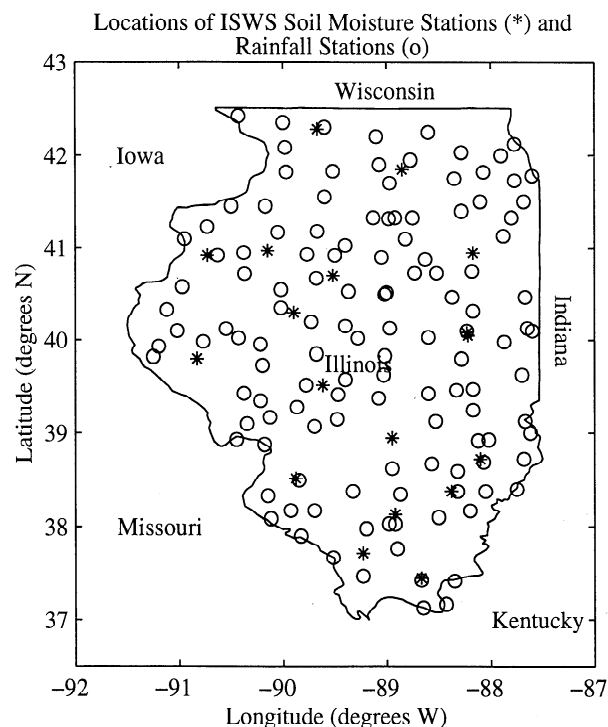 Locations of ISWS Soil Moisture Stations (*) and
Rainfall Stations (o)
43
Wisconsin
Iowa
42
41
Indiana
40
Illinois
Latitude (degrees N)
39
38
Missouri
37
Kentucky
−92 −91 −90 −89 −88 −87
Longitude (degrees W)